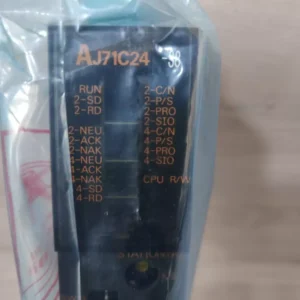 AJ71C24 -S8
RUN 2-C/N
2-SD 2-P/S
2-RD 2-PRO
2-SIO
2-NEU 4-C/N
2-ACK 4-P/S
2-NAK 4-PRO
4-NEU 4-SIO
4-ACK
4-NAK CPU R/W
4-SD
4-RD